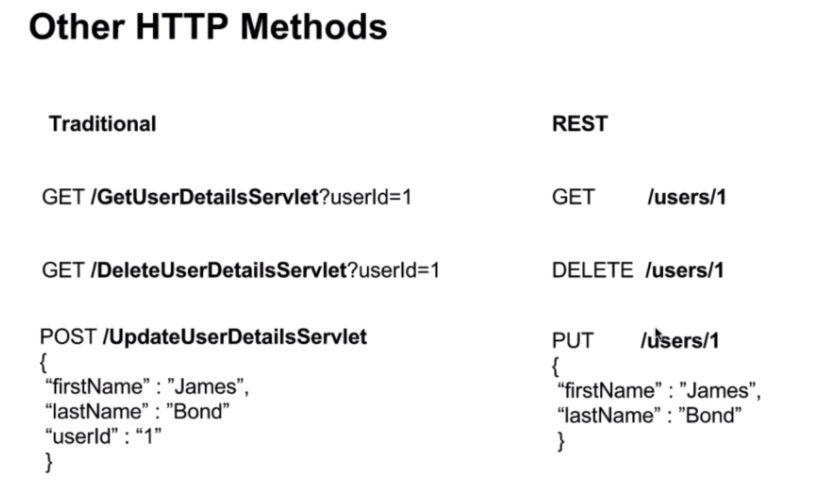 Other HTTP Methods
Traditional
REST
GET /GetUserDetailsServlet?userId=1
GET /users/1
GET /DeleteUserDetailsServlet?userId=1
DELETE /users/1
POST /UpdateUserDetailsServlet
{
“firstName” : ”James”,
“lastName” : ”Bond”
“userId” : “1”
}
PUT /users/1
{
“firstName” : ”James”,
“lastName” : ”Bond”
}